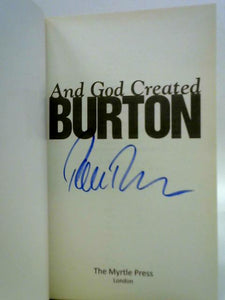 And God Created
BURTON
The Myrtle Press
London